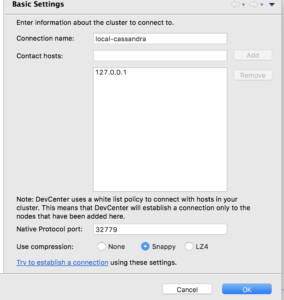 Basic Settings
Enter information about the cluster to connect to.
Connection name: local-cassandra
Contact hosts: Add
127.0.0.1 Remove
Note: DevCenter uses a white list policy to connect with hosts in your
cluster. This means that DevCenter will establish a connection only to the
nodes that have been added here.
Native Protocol port: 32779
Use compression: None Snappy LZ4
Try to establish a connection using these settings.
Cancel OK